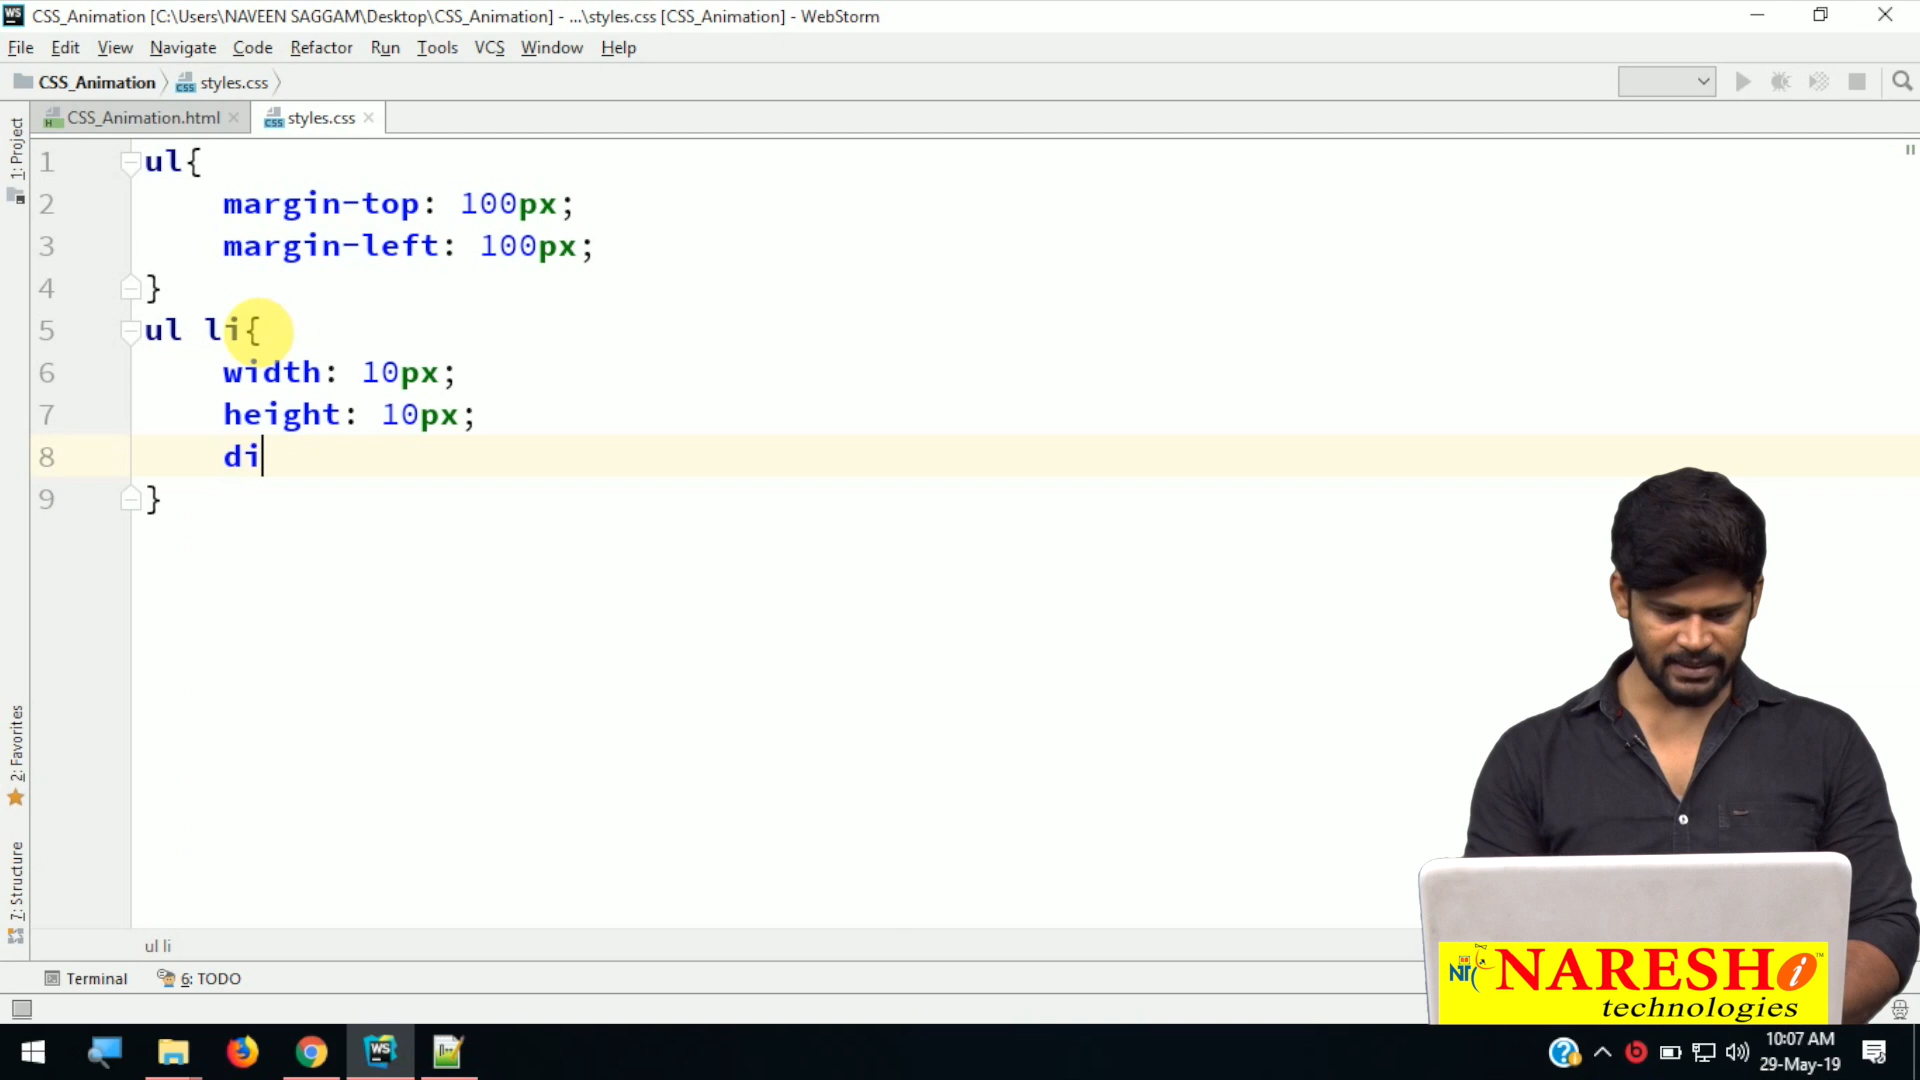 CSS_Animation [C:\Users\NAVEEN SAGGAM\Desktop\CSS_Animation] - ...\styles.css [CSS_Animation] - WebStorm
File Edit View Navigate Code Refactor Run Tools VCS Window Help
CSS_Animation styles.css
CSS_Animation.html styles.css
1: Project
1 ul{
2 margin-top: 100px;
3 margin-left: 100px;
4 }
5 ul li{
6 width: 10px;
7 height: 10px;
8 di
9 }
2: Favorites
7: Structure
ul li
Terminal 6: TODO
NARESH i
technologies
10:07 AM
29-May-19